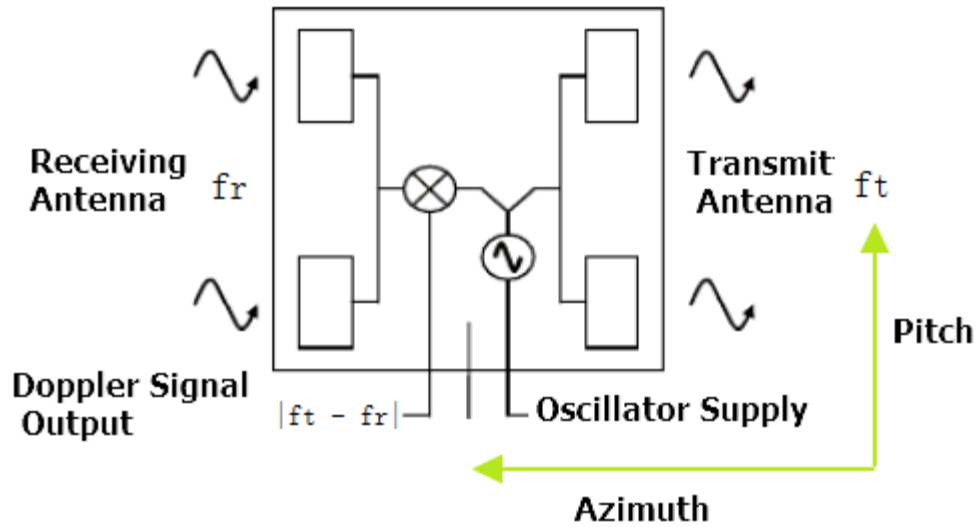 Receiving
Antenna
fr
Transmit
Antenna
ft
Pitch
Doppler Signal
Output
|ft - fr|
Oscillator Supply
Azimuth